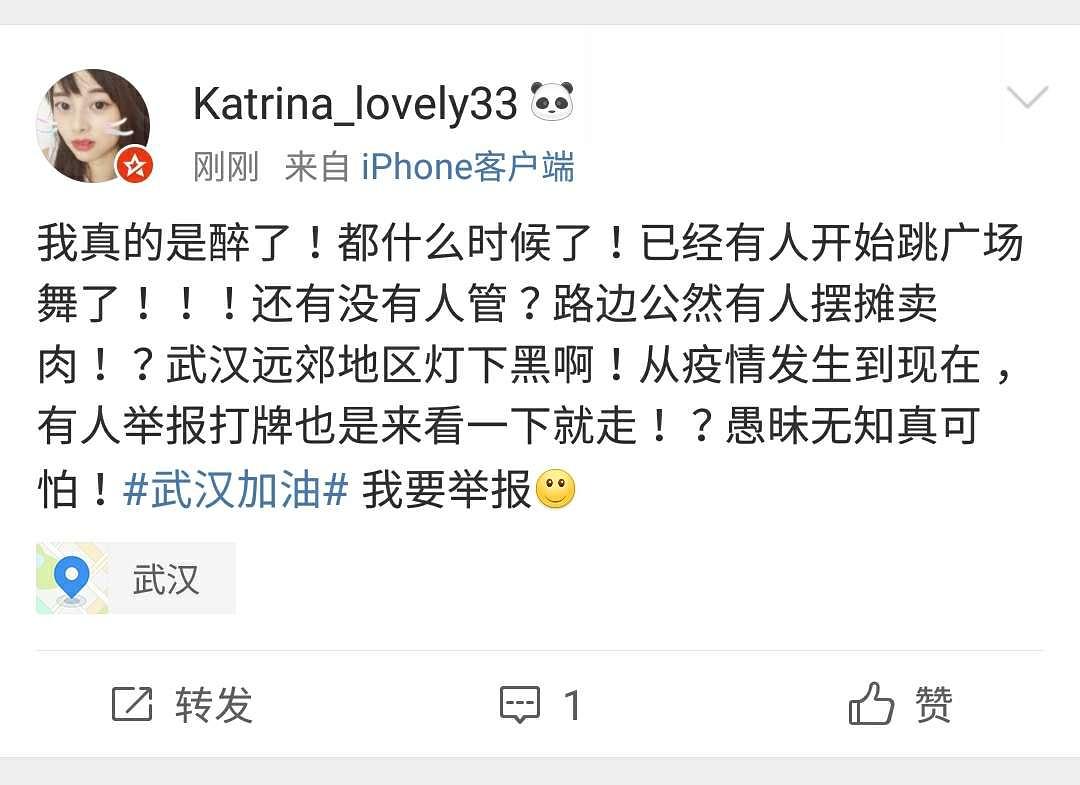 Katrina_lovely33
刚刚 来自 iPhone客户端
我真的是醉了！都什么时候了！已经有人开始跳广场
舞了！！！还有没有人管？路边公然有人摆摊卖
肉！？武汉远郊地区灯下黑啊！从疫情发生到现在，
有人举报打牌也是来看一下就走！？愚昧无知真可
怕！#武汉加油# 我要举报
武汉
转发 1 赞